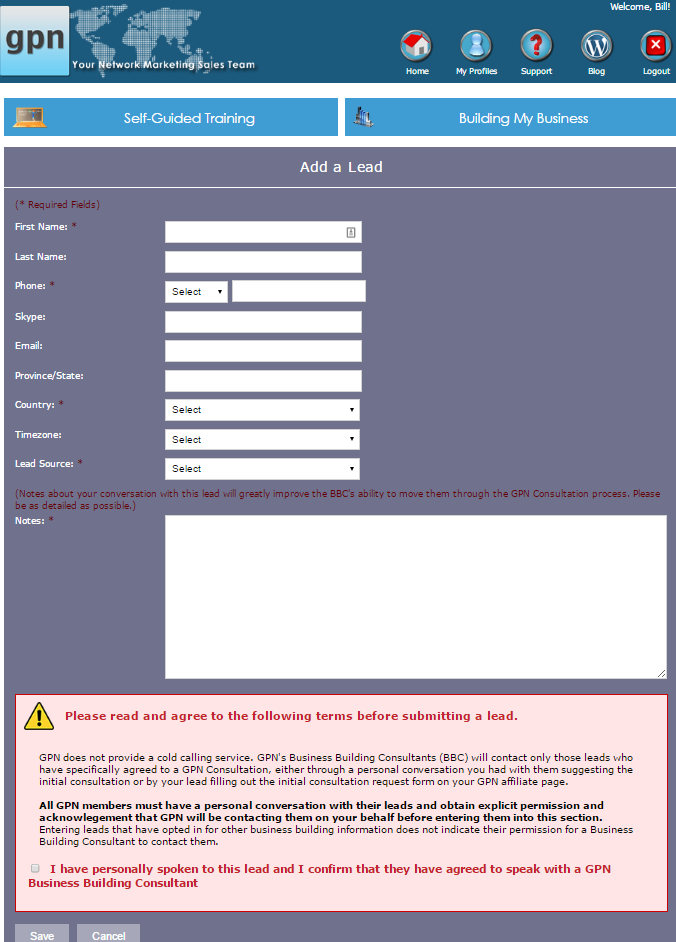 Welcome, Bill!
gpn
Your Network Marketing Sales Team
Home
My Profiles
Support
Blog
Logout
Self-Guided Training
Building My Business
Add a Lead
(* Required Fields)
First Name: *
Last Name:
Phone: *
Select
Skype:
Email:
Province/State:
Country: *
Select
Timezone:
Select
Lead Source: *
Select
(Notes about your conversation with this lead will greatly improve the BBC's ability to move them through the GPN Consultation process. Please
be as detailed as possible.)
Notes: *
Please read and agree to the following terms before submitting a lead.
GPN does not provide a cold calling service. GPN's Business Building Consultants (BBC) will contact only those leads who
have specifically agreed to a GPN Consultation, either through a personal conversation you had with them suggesting the
initial consultation or by your lead filling out the initial consultation request form on your GPN affiliate page.
All GPN members must have a personal conversation with their leads and obtain explicit permission and
acknowlegement that GPN will be contacting them on your behalf before entering them into this section.
Entering leads that have opted in for other business building information does not indicate their permission for a Business
Building Consultant to contact them.
I have personally spoken to this lead and I confirm that they have agreed to speak with a GPN
Business Building Consultant
Save
Cancel